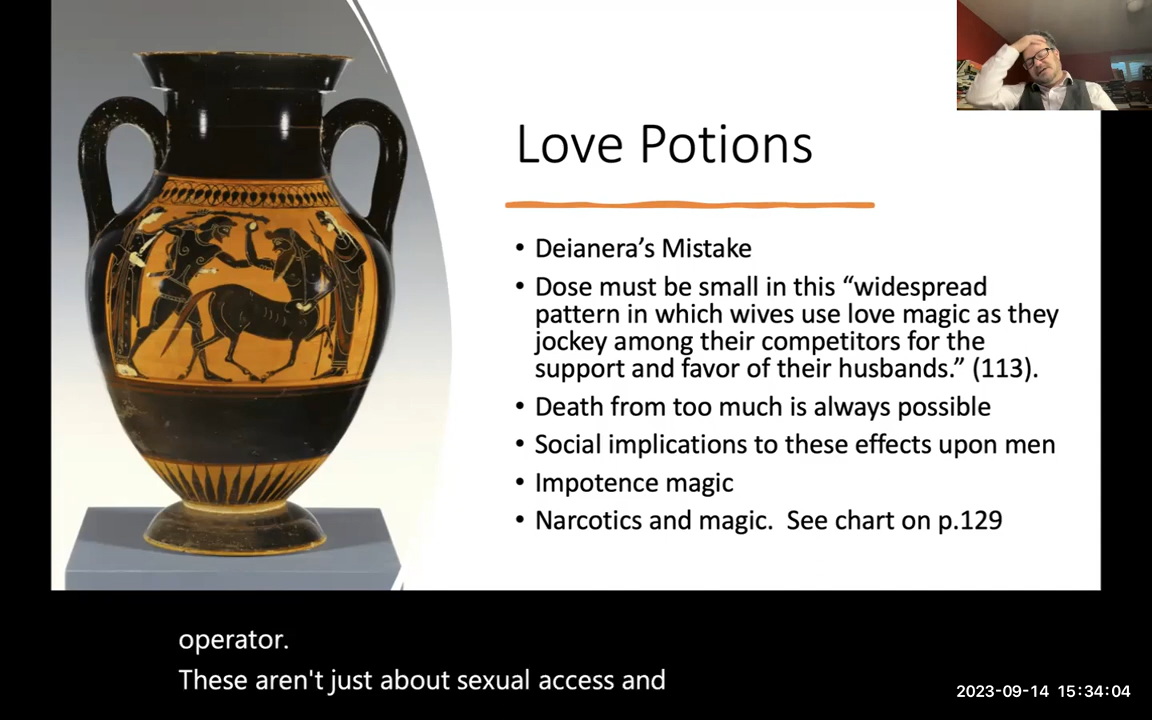 Love Potions
• Deianera’s Mistake
• Dose must be small in this “widespread
pattern in which wives use love magic as they
jockey among their competitors for the
support and favor of their husbands.” (113).
• Death from too much is always possible
• Social implications to these effects upon men
• Impotence magic
• Narcotics and magic.  See chart on p.129
operator.
These aren't just about sexual access and
2023-09-14 15:34:04